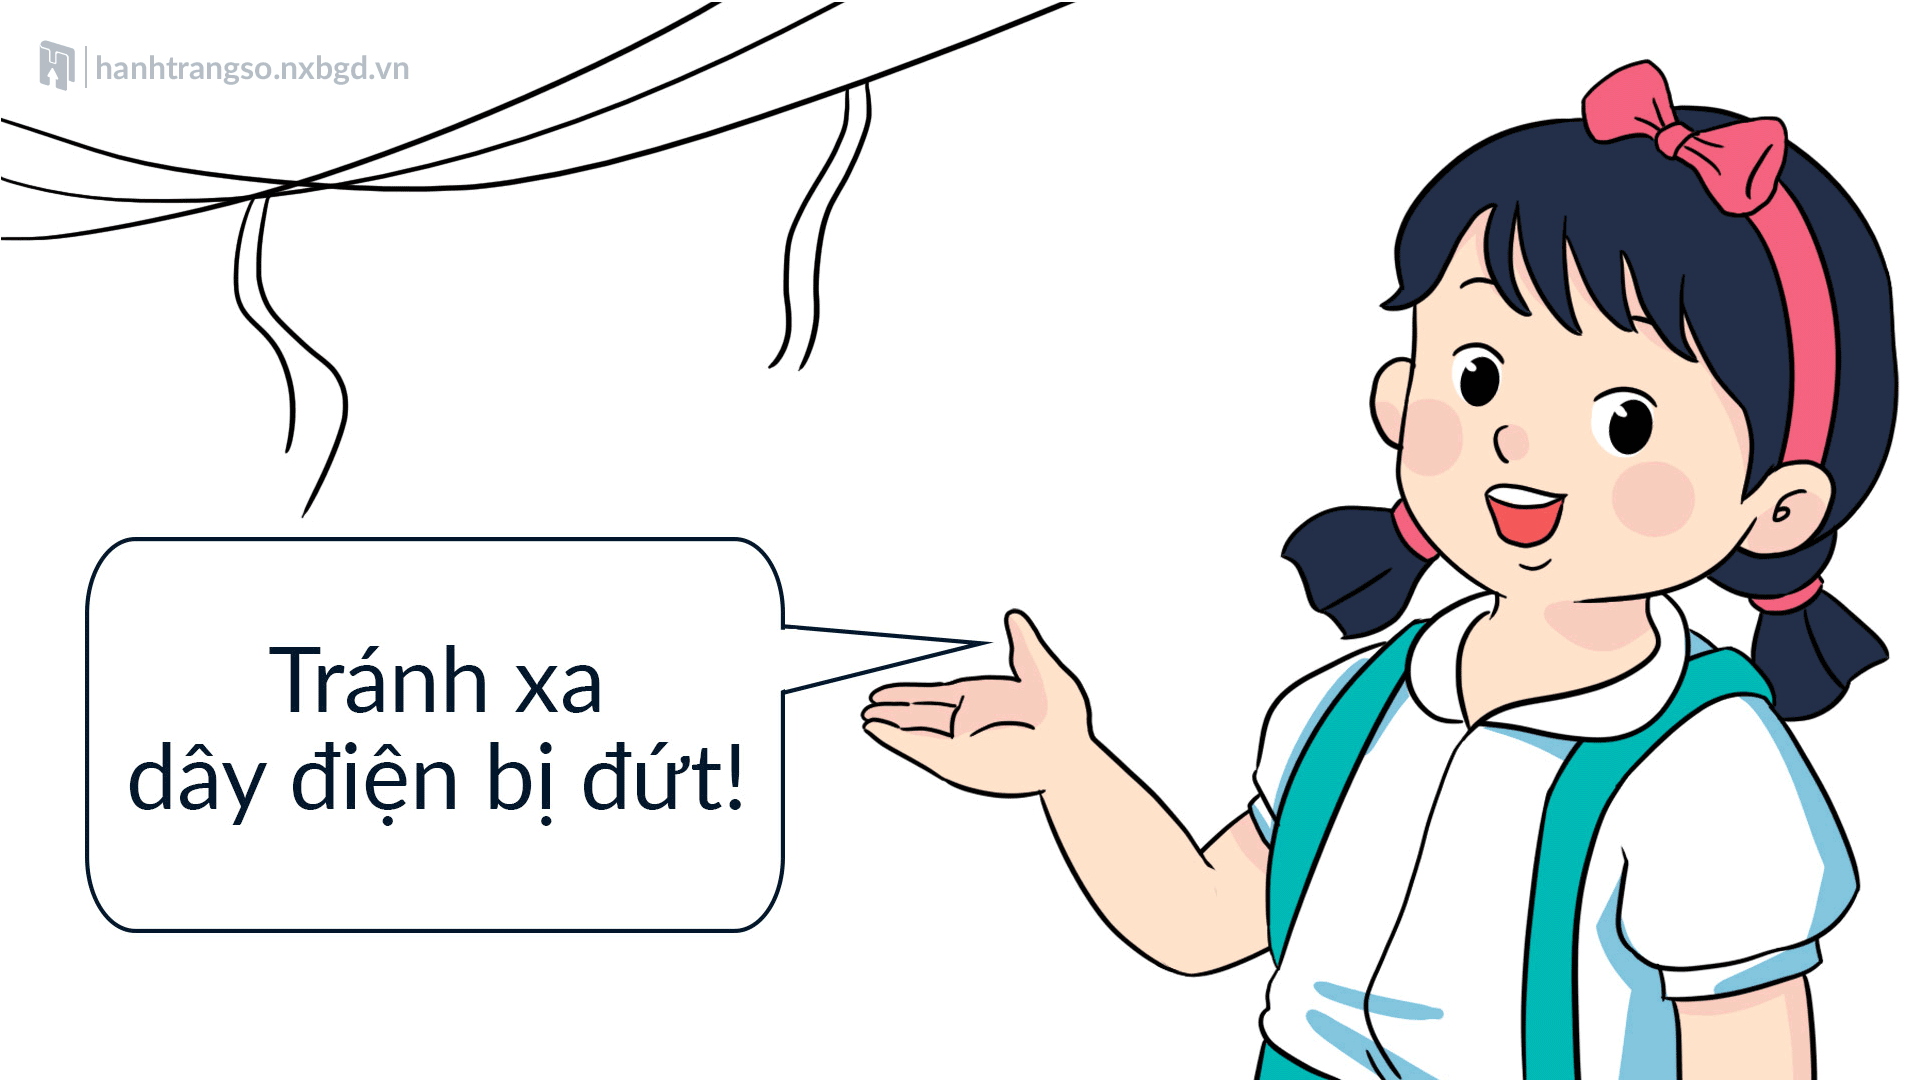 hanhtrangso.nxbgd.vn
Tránh xa
dây điện bị đứt!